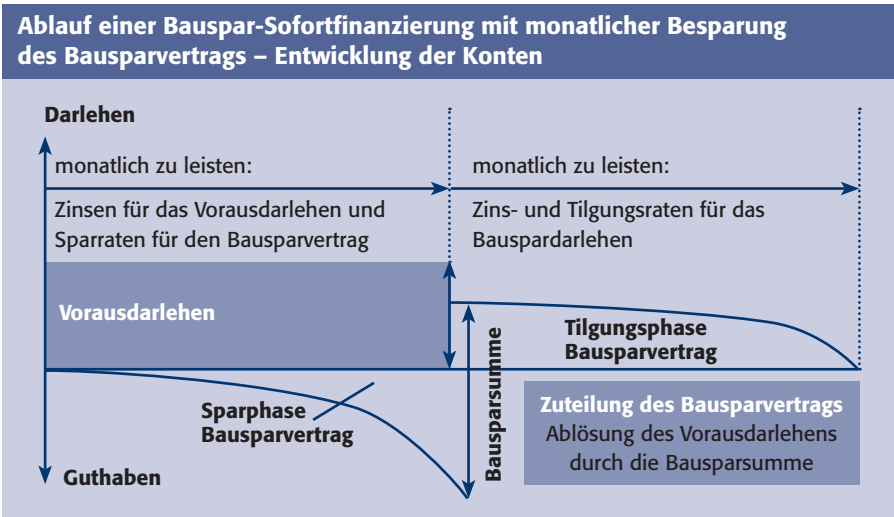 Ablauf einer Bauspar-Sofortfinanzierung mit monatlicher Besparung
des Bausparvertrags – Entwicklung der Konten
Darlehen
monatlich zu leisten:
Zinsen für das Vorausdarlehen und
Sparraten für den Bausparvertrag
monatlich zu leisten:
Zins- und Tilgungsraten für das
Bauspardarlehen
Vorausdarlehen
Tilgungsphase
Bausparvertrag
Bausparsumme
Sparphase
Bausparvertrag
Zuteilung des Bausparvertrags
Ablösung des Vorausdarlehens
durch die Bausparsumme
Guthaben